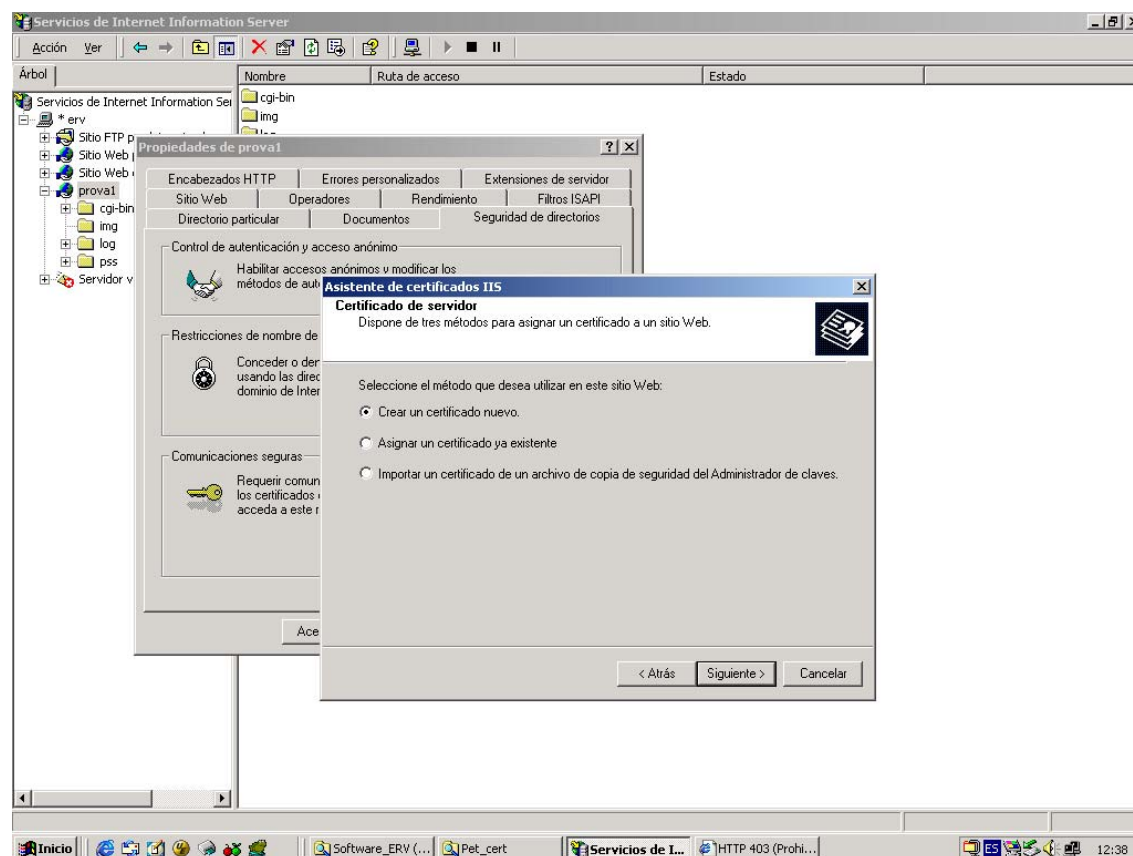 Servicios de Internet Information Server
Acción Ver
Árbol
Nombre Ruta de acceso Estado
Servicios de Internet Information Ser
* erv
Sitio FTP p
Sitio Web
Sitio Web
prova1
cgi-bin
img
log
pss
Servidor v
cgi-bin
img
log
Propiedades de prova1
Encabezados HTTP Errores personalizados Extensiones de servidor
Sitio Web Operadores Rendimiento Filtros ISAPI
Directorio particular Documentos Seguridad de directorios
Control de autenticación y acceso anónimo
Habilitar accesos anónimos y modificar los
métodos de aut
Restricciones de nombre de
Conceder o der
usando las direc
dominio de Inter
Comunicaciones seguras
Requerir comun
los certificados
acceda a este r
Ace
Asistente de certificados IIS
Certificado de servidor
Dispone de tres métodos para asignar un certificado a un sitio Web.
Seleccione el método que desea utilizar en este sitio Web:
Crear un certificado nuevo.
Asignar un certificado ya existente
Importar un certificado de un archivo de copia de seguridad del Administrador de claves.
< Atrás Siguiente > Cancelar
Inicio Software_ERV (... Pet_cert Servicios de I... HTTP 403 (Prohi... ES 12:38